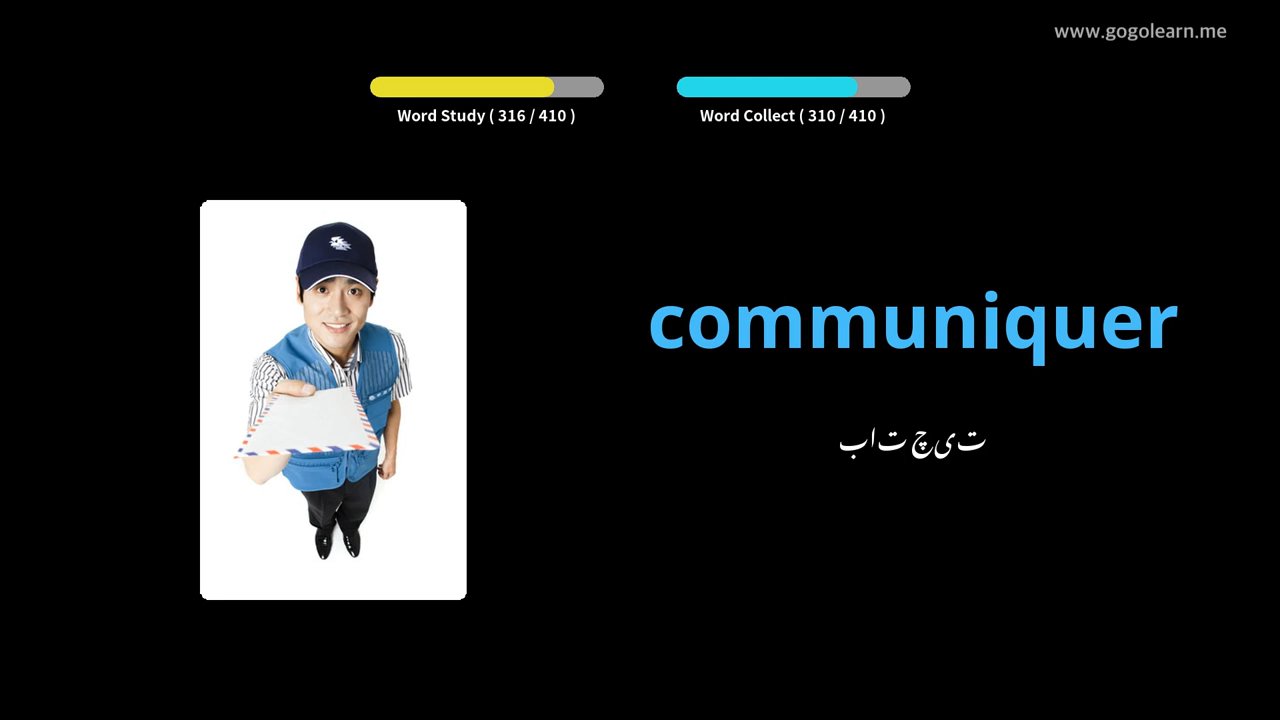 www.gogolearn.me
Word Study ( 316 / 410 )
Word Collect ( 310 / 410 )
communiquer
بات چیت